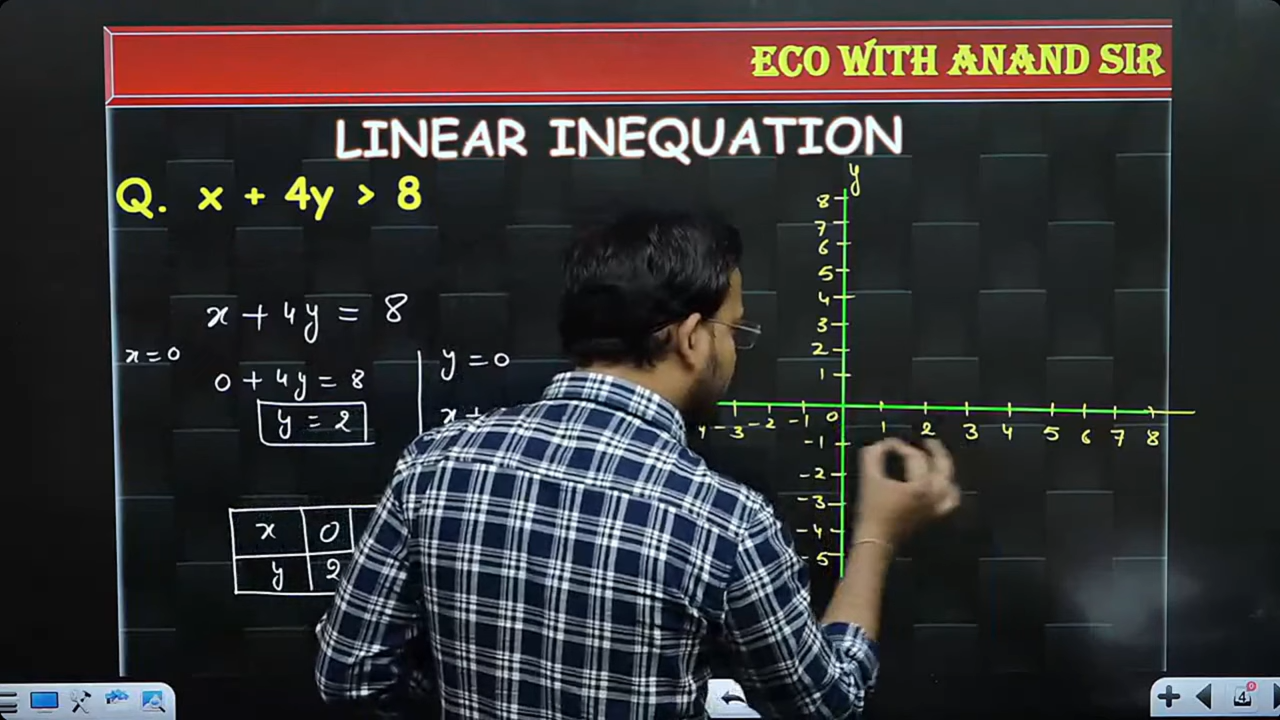 ECO WITH ANAND SIR
LINEAR INEQUATION
Q. x + 4y > 8
x + 4y = 8
x = 0
0 + 4y = 8
y = 2
y = 0
x +
x 0
y 2
y
8
7
6
5
4
3
2
1
4 -3 -2 -1 0 1 2 3 4 5 6 7 8
-1
-2
-3
-4
-5
4